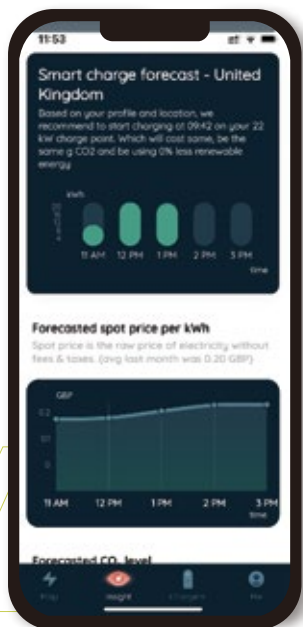 11:53
Smart charge forecast - United
Kingdom
Based on your profile and location, we
recommend to start charging at 09:42 on your 22
kW charge point. Which will cost same, be the
same g CO2 and be using 0% less renewable
energy
kWh
11 AM 12 PM 1 PM 2 PM 3 PM
time
Forecasted spot price per kWh
Spot price is the raw price of electricity without
fees & taxes. (avg last month was 0.20 GBP)
GBP
0.2
0.1
0
11 AM 12 PM 1 PM 2 PM 3 PM
time
Forecasted CO₂ level
Insight Chargers Me